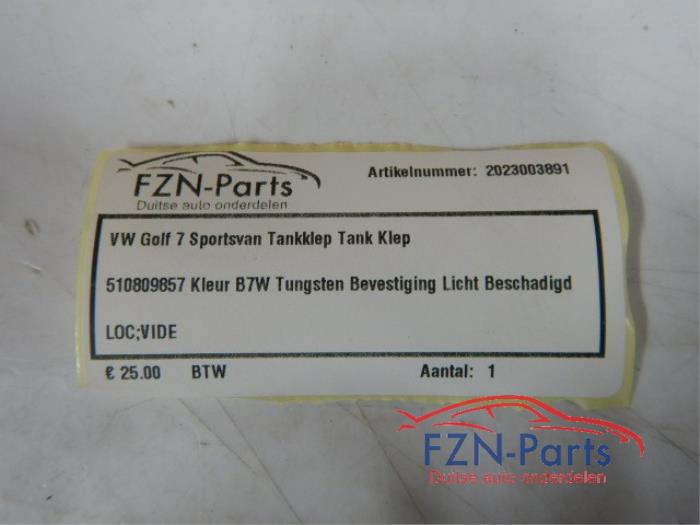 FZN-Parts
Duitse auto onderdelen
Artikelnummer: 2023003891
VW Golf 7 Sportsvan Tankklep Tank Klep
510809857 Kleur B7W Tungsten Bevestiging Licht Beschadigd
LOC;VIDE
€ 25.00 BTW Aantal: 1
FZN-Parts
Duitse auto onderdelen